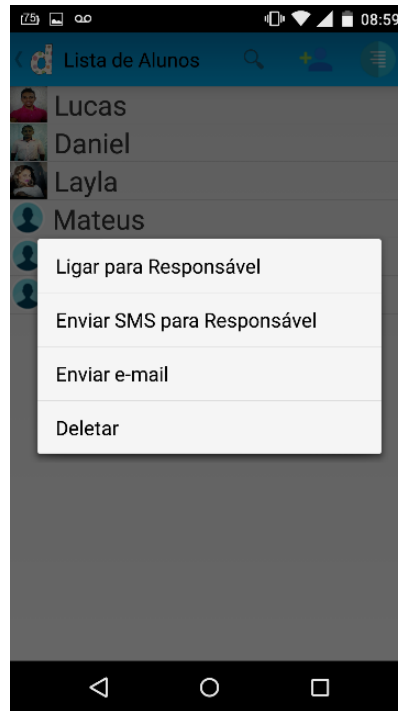 75 08:59
d Lista de Alunos
Lucas
Daniel
Layla
Mateus
Ligar para Responsável
Enviar SMS para Responsável
Enviar e-mail
Deletar